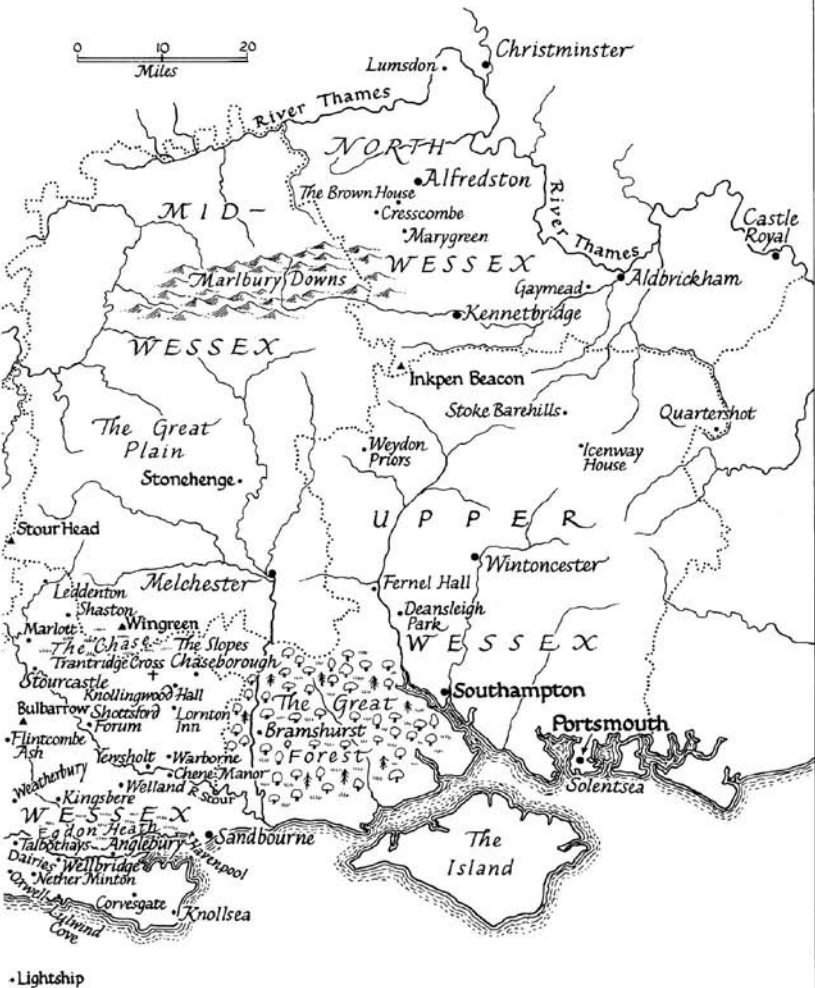 0 20
Miles
Christminster
Lumsdon
River Thames
NORTH
Alfredston
The Brown House
MID-
Cresscombe
River Thames
Castle
Royal
Marygreen
WESSEX
Marlbury Downs
Gaymead
Aldbrickham
Kennetbridge
WESSEX
Inkpen Beacon
Stoke Barehills
Quartershot
The Great
Plain
Weydon
Priors
Icenway
House
Stonehenge
UPPER
Stour Head
Wintoncester
Melchester
Fernel Hall
Leddenton
Shaston
Deansleigh
Park
Marlott
Wingreen
WESSEX
The Chase
The Slopes
Trantridge Cross
Chaseborough
Stourcastle
Knollingwood Hall
The Great
Southampton
Bulbarrow
Shottsford
Forum
Lornton
Inn
Bramshurst
Portsmouth
Flintcombe
Ash
Forest
Yewsholt
Warborne
Chene Manor
Solentsea
Weatherbury
Welland
R. Stour
Kingsbere
WESSEX
Egdon Heath
Sandbourne
The
Island
Talbothays
Dairies
Anglebury
Havenpool
Wellbridge
Nether Minton
Orwell
Corvesgate
Knollsea
Lulwind
Cove
Lightship